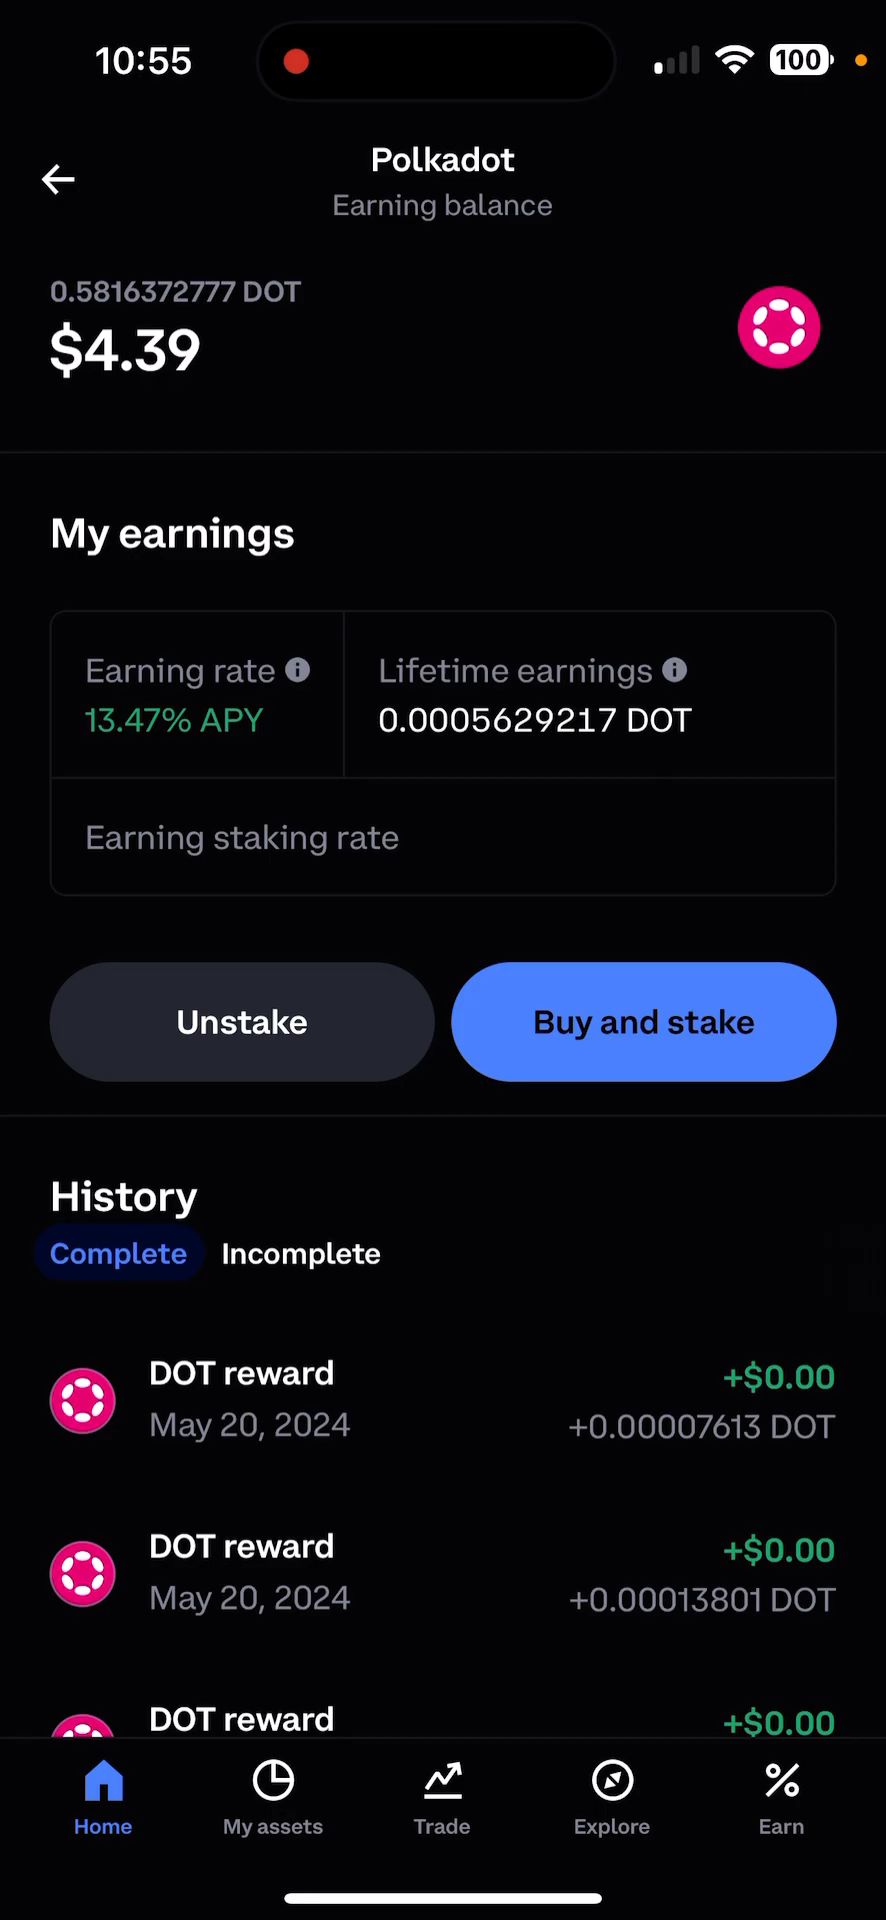 10:55
100
Polkadot
Earning balance
0.5816372777 DOT
$4.39
My earnings
Earning rate
13.47% APY
Lifetime earnings
0.0005629217 DOT
Earning staking rate
Unstake
Buy and stake
History
Complete Incomplete
DOT reward +$0.00
May 20, 2024 +0.00007613 DOT
DOT reward +$0.00
May 20, 2024 +0.00013801 DOT
DOT reward +$0.00
Home My assets Trade Explore Earn